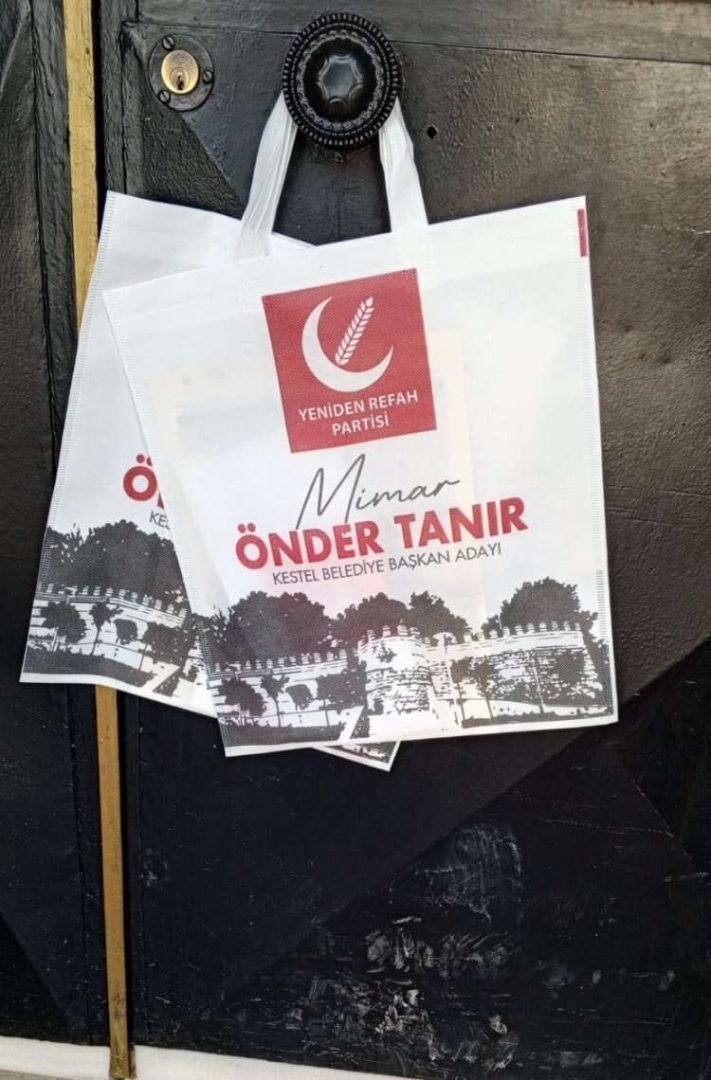 YENİDEN REFAH
PARTİSİ
Mimar
ÖNDER TANIR
KESTEL BELEDİYE BAŞKAN ADAYI